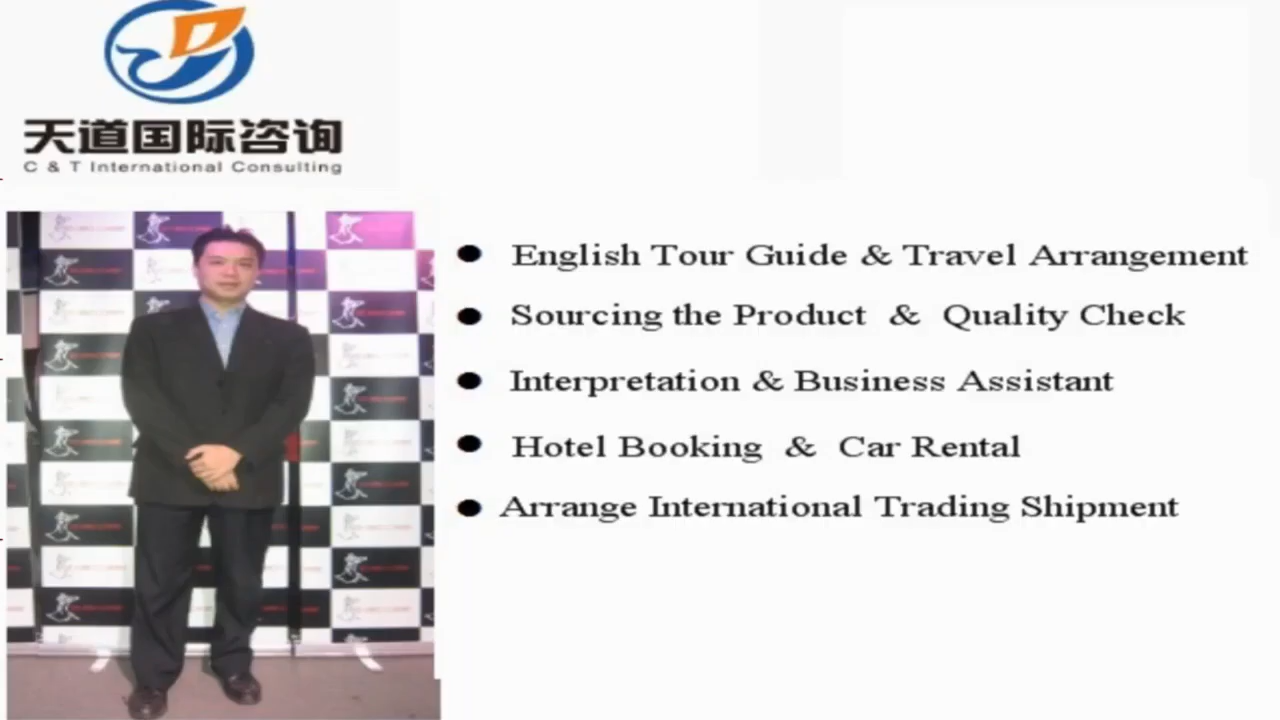 天道国际咨询
C & T International Consulting
● English Tour Guide & Travel Arrangement
● Sourcing the Product & Quality Check
● Interpretation & Business Assistant
● Hotel Booking & Car Rental
● Arrange International Trading Shipment